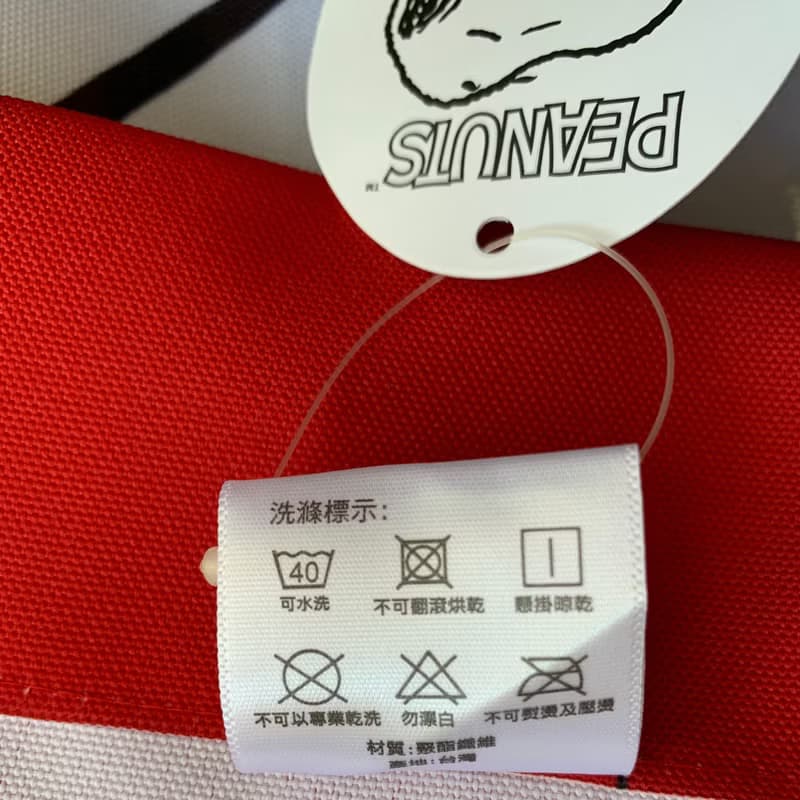 PEANUTS
TM
洗滌標示:
40
可水洗
不可翻滾烘乾
懸掛晾乾
不可以專業乾洗
勿漂白
不可熨燙及壓燙
材質:聚酯纖維
產地:台灣